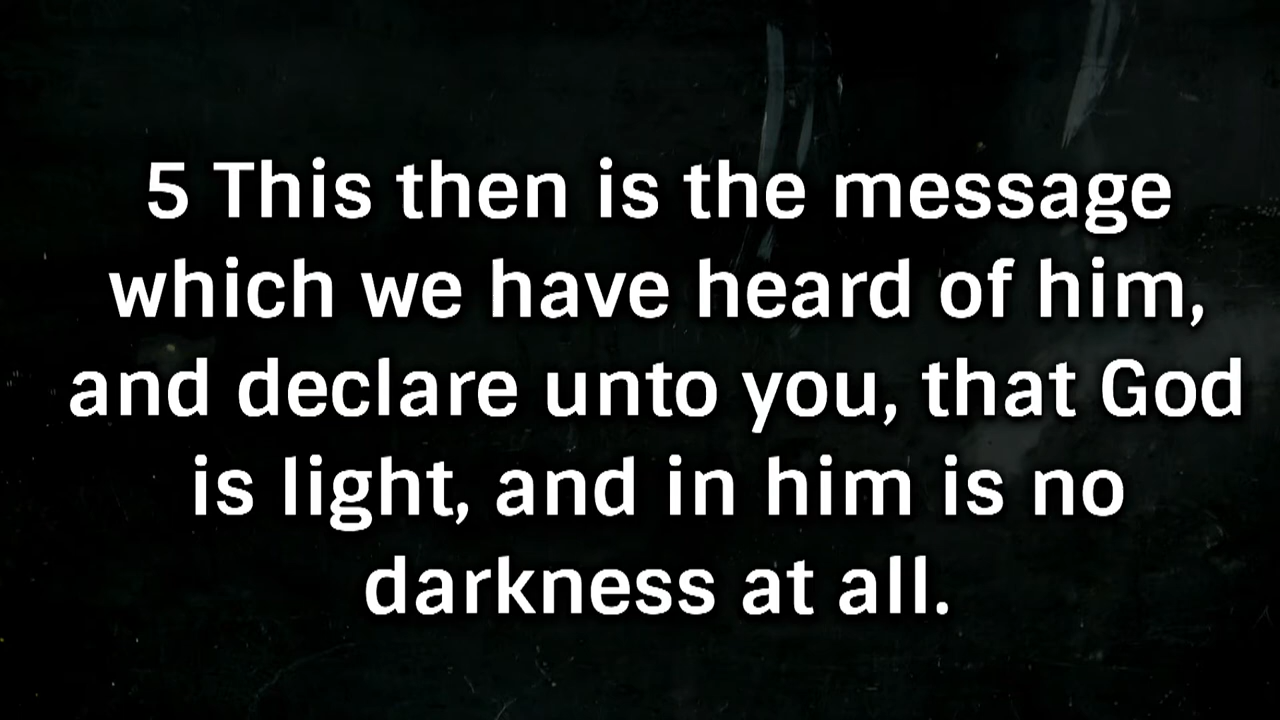 5 This then is the message
which we have heard of him,
and declare unto you, that God
is light, and in him is no
darkness at all.